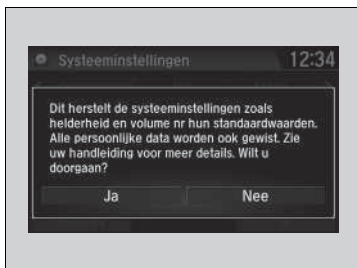 Systeeminstellingen 12:34
Dit herstelt de systeeminstellingen zoals
helderheid en volume nr hun standaardwaarden.
Alle persoonlijke data worden ook gewist. Zie
uw handleiding voor meer details. Wilt u
doorgaan?
Ja Nee